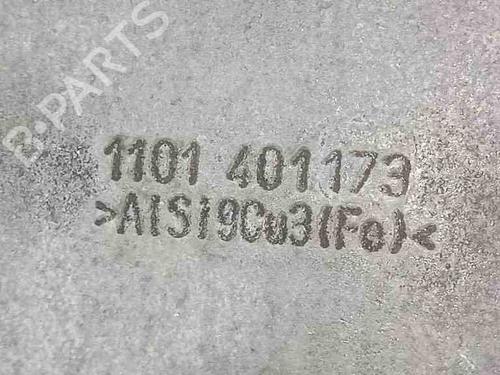 B-PARTS
1101 401 173
>AlSi9Cu3(Fe)<